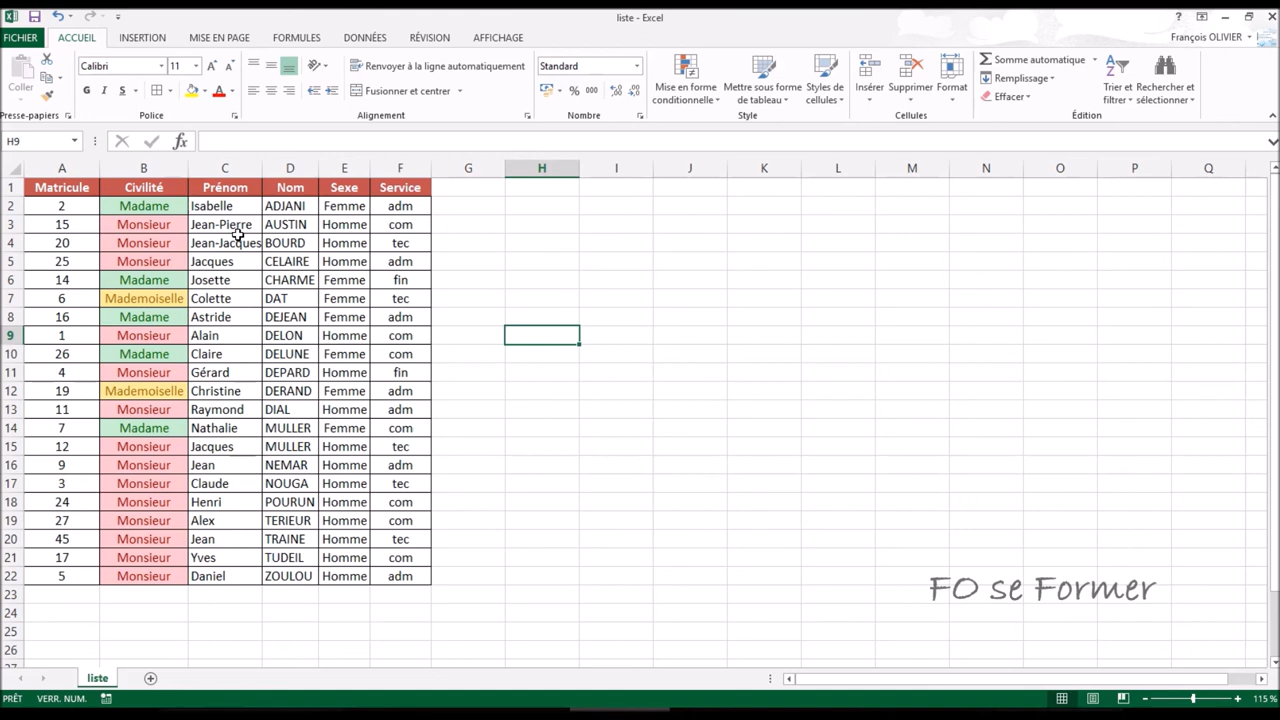 liste - Excel
FICHIER ACCUEIL INSERTION MISE EN PAGE FORMULES DONNÉES RÉVISION AFFICHAGE François OLIVIER
Coller
Calibri 11
G I S
Renvoyer à la ligne automatiquement
Fusionner et centrer
Standard
% 000
Mise en forme conditionnelle
Mettre sous forme de tableau
Styles de cellules
Insérer Supprimer Format
Somme automatique
Remplissage
Effacer
Trier et filtrer
Rechercher et sélectionner
Presse-papiers Police Alignement Nombre Style Cellules Édition
H9 fx
A B C D E F G H I J K L M N O P Q
1 Matricule Civilité Prénom Nom Sexe Service
2 2 Madame Isabelle ADJANI Femme adm
3 15 Monsieur Jean-Pierre AUSTIN Homme com
4 20 Monsieur Jean-Jacques BOURD Homme tec
5 25 Monsieur Jacques CELAIRE Homme adm
6 14 Madame Josette CHARME Femme fin
7 6 Mademoiselle Colette DAT Femme tec
8 16 Madame Astride DEJEAN Femme adm
9 1 Monsieur Alain DELON Homme com
10 26 Madame Claire DELUNE Femme com
11 4 Monsieur Gérard DEPARD Homme fin
12 19 Mademoiselle Christine DERAND Femme adm
13 11 Monsieur Raymond DIAL Homme adm
14 7 Madame Nathalie MULLER Femme com
15 12 Monsieur Jacques MULLER Homme tec
16 9 Monsieur Jean NEMAR Homme adm
17 3 Monsieur Claude NOUGA Homme tec
18 24 Monsieur Henri POURUN Homme com
19 27 Monsieur Alex TERIEUR Homme com
20 45 Monsieur Jean TRAINE Homme tec
21 17 Monsieur Yves TUDEIL Homme com
22 5 Monsieur Daniel ZOULOU Homme adm
FO se Former
23
24
25
26
liste
PRÊT VERR. NUM. 115 %